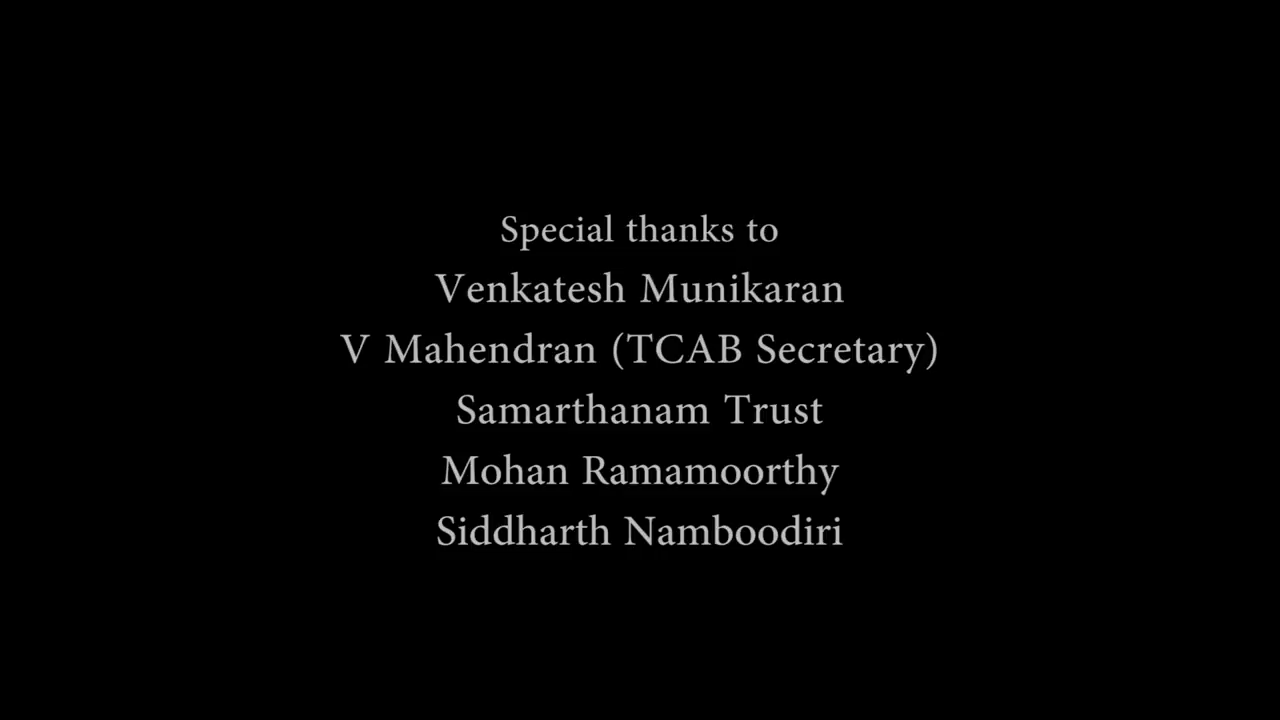 Special thanks to
Venkatesh Munikaran
V Mahendran (TCAB Secretary)
Samarthanam Trust
Mohan Ramamoorthy
Siddharth Namboodiri